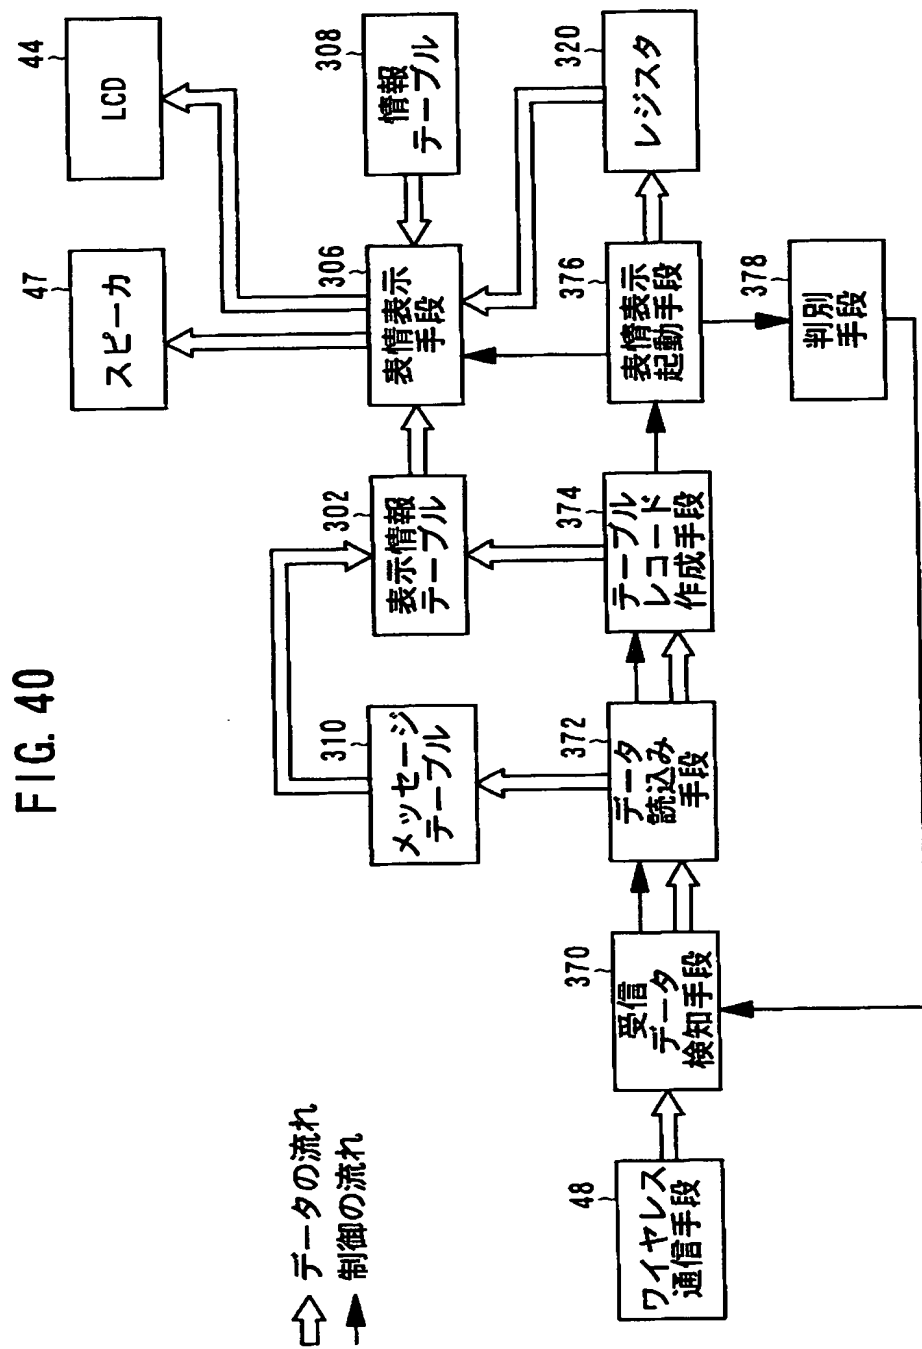 FIG. 40
データの流れ
制御の流れ
44
LCD
47
スピーカ
308
情報
テーブル
306
表情表示
手段
302
表示情報
テーブル
310
メッセージ
テーブル
320
レジスタ
376
表情表示
起動手段
374
テーブル
レコード
作成手段
372
データ
読込み
手段
370
受信
データ
検知手段
48
ワイヤレス
通信手段
378
判別
手段